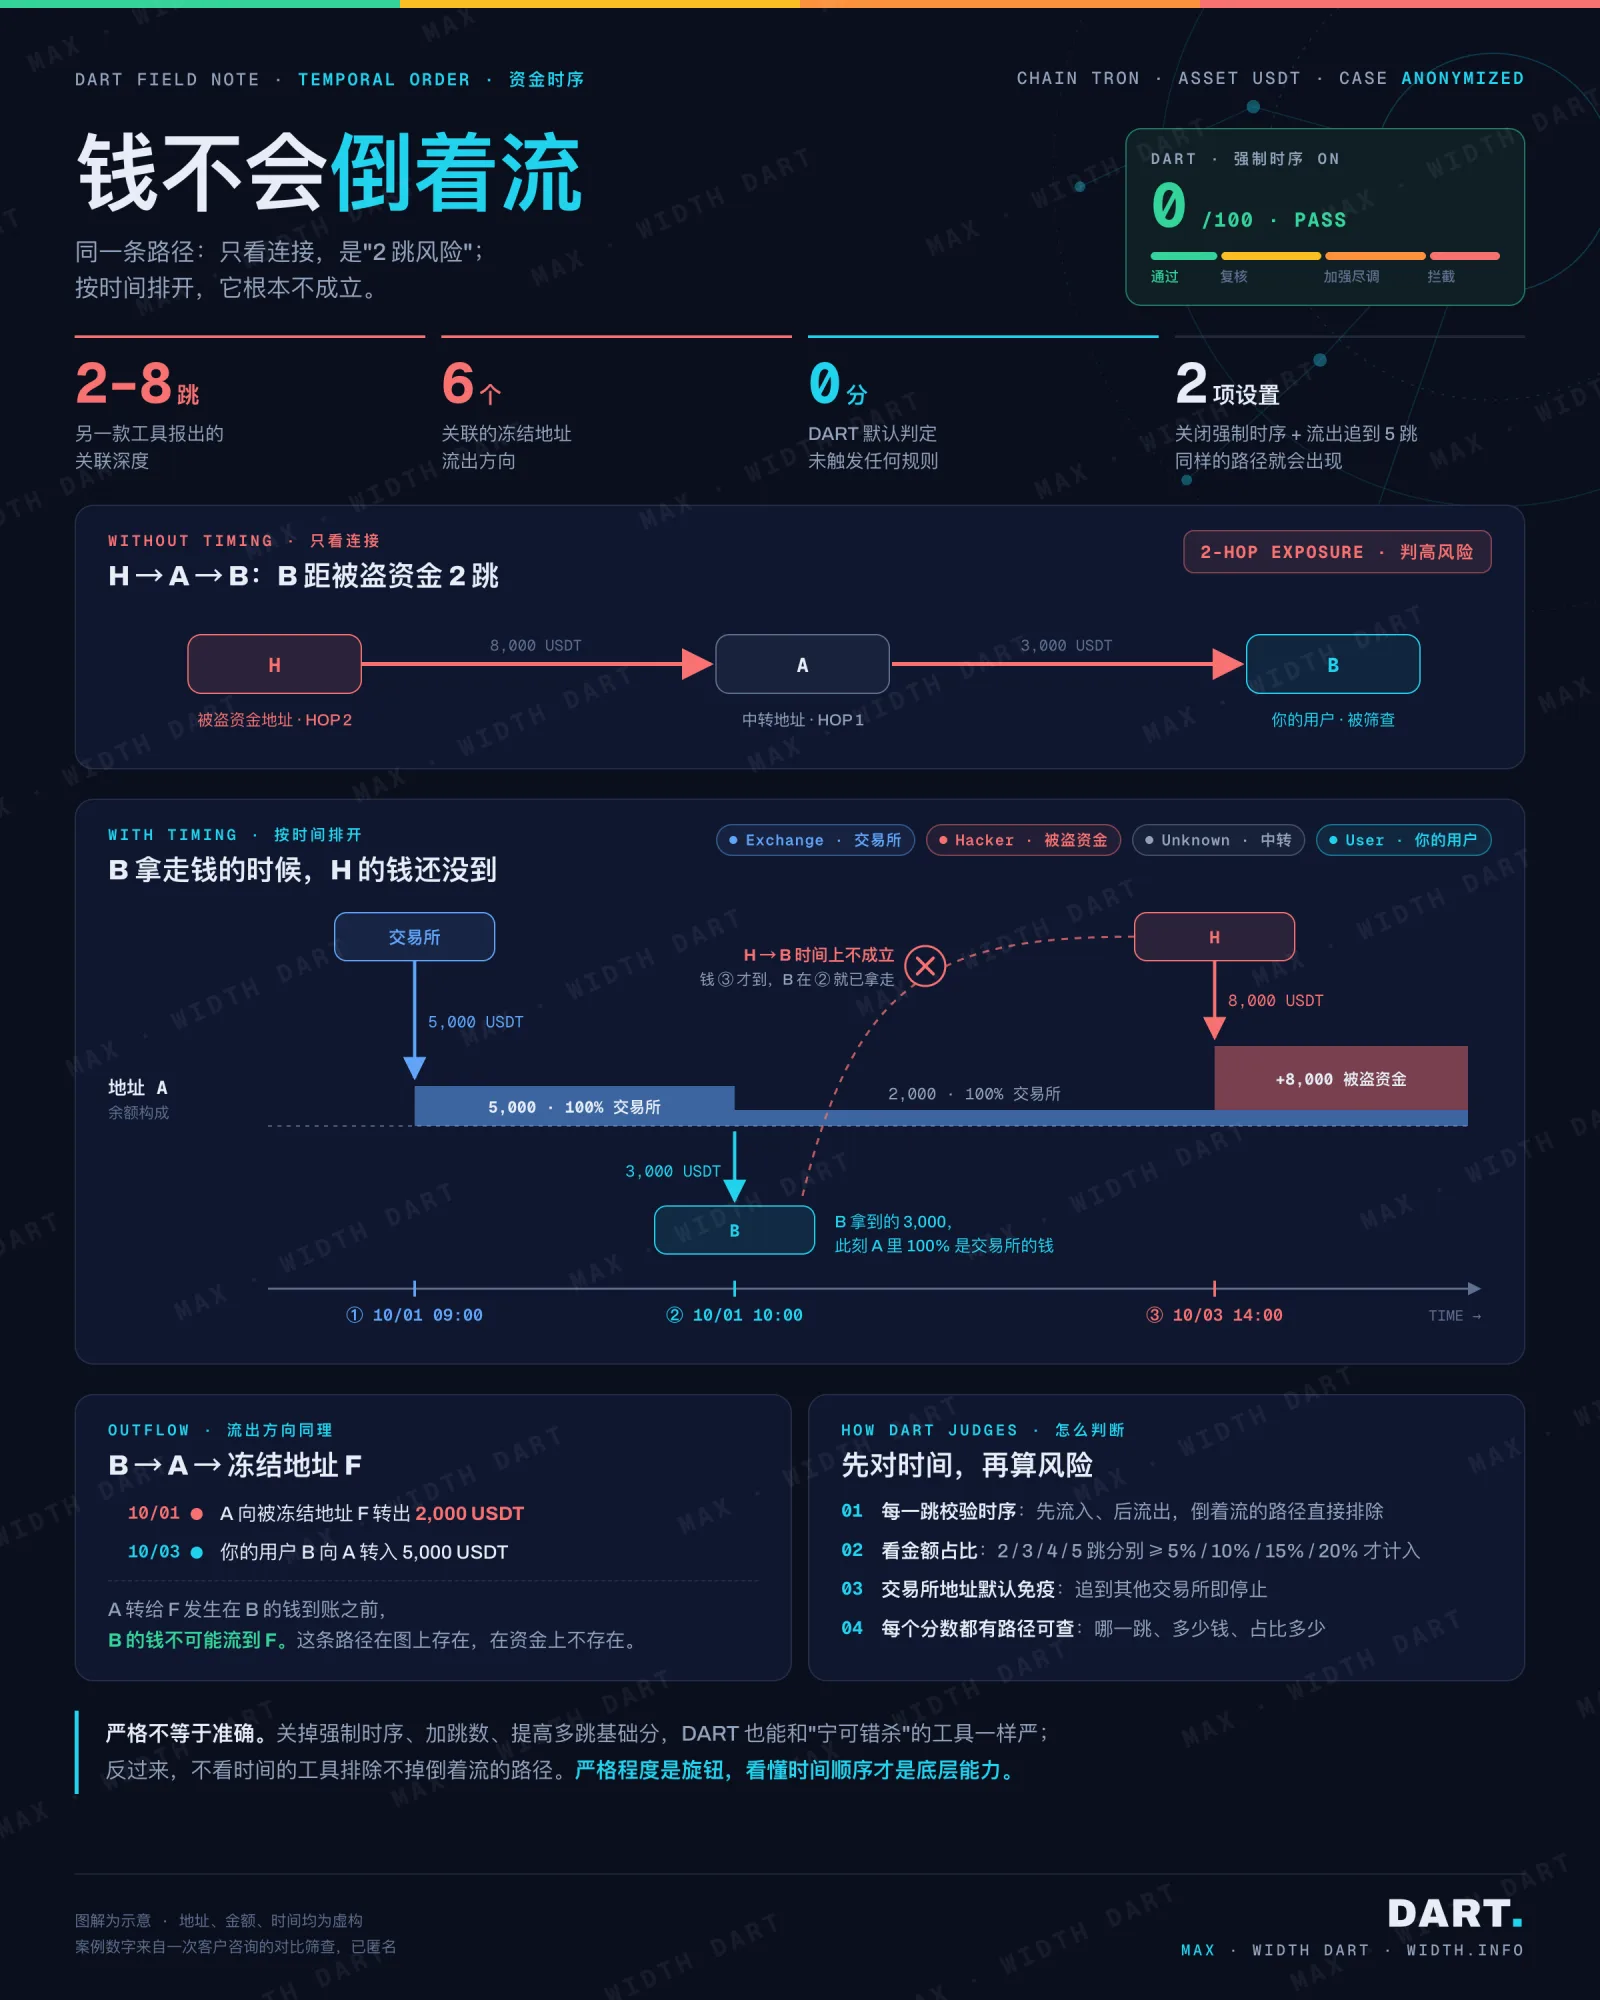 DART FIELD NOTE · TEMPORAL ORDER · 资金时序
CHAIN TRON · ASSET USDT · CASE ANONYMIZED
钱不会倒着流
同一条路径：只看连接，是"2 跳风险"；
按时间排开，它根本不成立。
DART · 强制时序 ON
0 /100 · PASS
通过 复核 加强尽调 拦截
2–8 跳
另一款工具报出的
关联深度
6 个
关联的冻结地址
流出方向
0 分
DART 默认判定
未触发任何规则
2 项设置
关闭强制时序 + 流出追到 5 跳
同样的路径就会出现
WITHOUT TIMING · 只看连接
H→A→B：B 距被盗资金 2 跳
2-HOP EXPOSURE · 判高风险
H
8,000 USDT
A
3,000 USDT
B
被盗资金地址 · HOP 2
中转地址 · HOP 1
你的用户 · 被筛查
WITH TIMING · 按时间排开
B 拿走钱的时候，H 的钱还没到
Exchange · 交易所
Hacker · 被盗资金
Unknown · 中转
User · 你的用户
交易所
H→B 时间上不成立
钱 ③ 才到，B 在 ② 就已拿走
H
5,000 USDT
8,000 USDT
地址 A
余额构成
5,000 · 100% 交易所
2,000 · 100% 交易所
+8,000 被盗资金
3,000 USDT
B
B 拿到的 3,000，
此刻 A 里 100% 是交易所的钱
① 10/01 09:00
② 10/01 10:00
③ 10/03 14:00
TIME →
OUTFLOW · 流出方向同理
B→A→冻结地址 F
10/01 A 向被冻结地址 F 转出 2,000 USDT
10/03 你的用户 B 向 A 转入 5,000 USDT
A 转给 F 发生在 B 的钱到账之前，
B 的钱不可能流到 F。这条路径在图上存在，在资金上不存在。
HOW DART JUDGES · 怎么判断
先对时间，再算风险
01 每一跳校验时序：先流入、后流出，倒着流的路径直接排除
02 看金额占比：2 / 3 / 4 / 5 跳分别 ≥ 5% / 10% / 15% / 20% 才计入
03 交易所地址默认免疫：追到其他交易所即停止
04 每个分数都有路径可查：哪一跳、多少钱、占比多少
严格不等于准确。关掉强制时序、加跳数、提高多跳基础分，DART 也能和"宁可错杀"的工具一样严；
反过来，不看时间的工具排除不掉倒着流的路径。严格程度是旋钮，看懂时间顺序才是底层能力。
图解为示意 · 地址、金额、时间均为虚构
案例数字来自一次客户咨询的对比筛查，已匿名
DART.
MAX · WIDTH DART · WIDTH.INFO